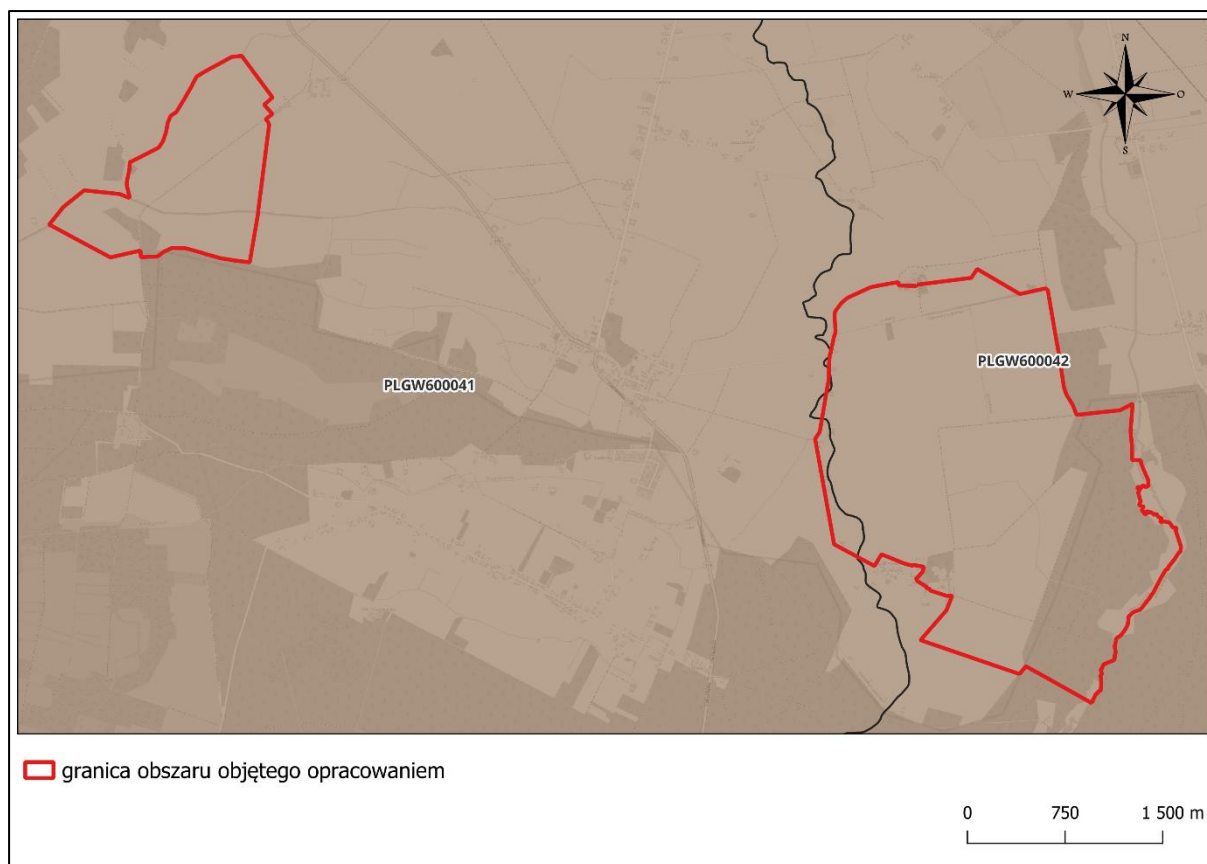 N
W O
S
PLGW600042
PLGW600041
granica obszaru objętego opracowaniem
0 750 1 500 m